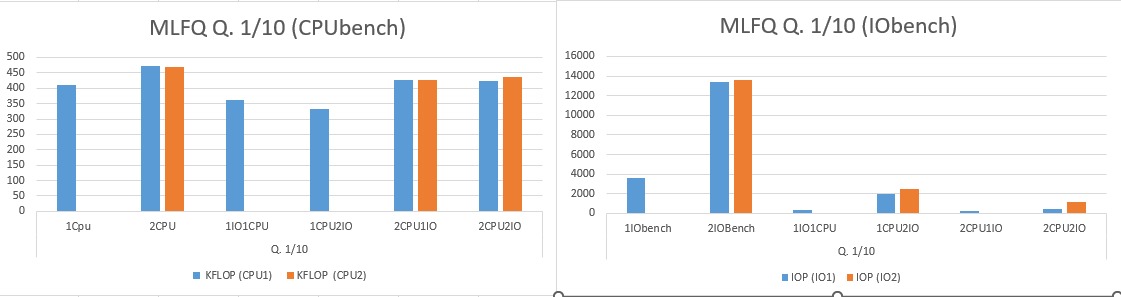 MLFQ Q. 1/10 (CPUbench)
500
450
400
350
300
250
200
150
100
50
0
1Cpu 2CPU 1IO1CPU 1CPU2IO 2CPU1IO 2CPU2IO
Q. 1/10
KFLOP (CPU1) KFLOP (CPU2)
MLFQ Q. 1/10 (IObench)
16000
14000
12000
10000
8000
6000
4000
2000
0
1IObench 2IOBench 1IO1CPU 1CPU2IO 2CPU1IO 2CPU2IO
Q. 1/10
IOP (IO1) IOP (IO2)